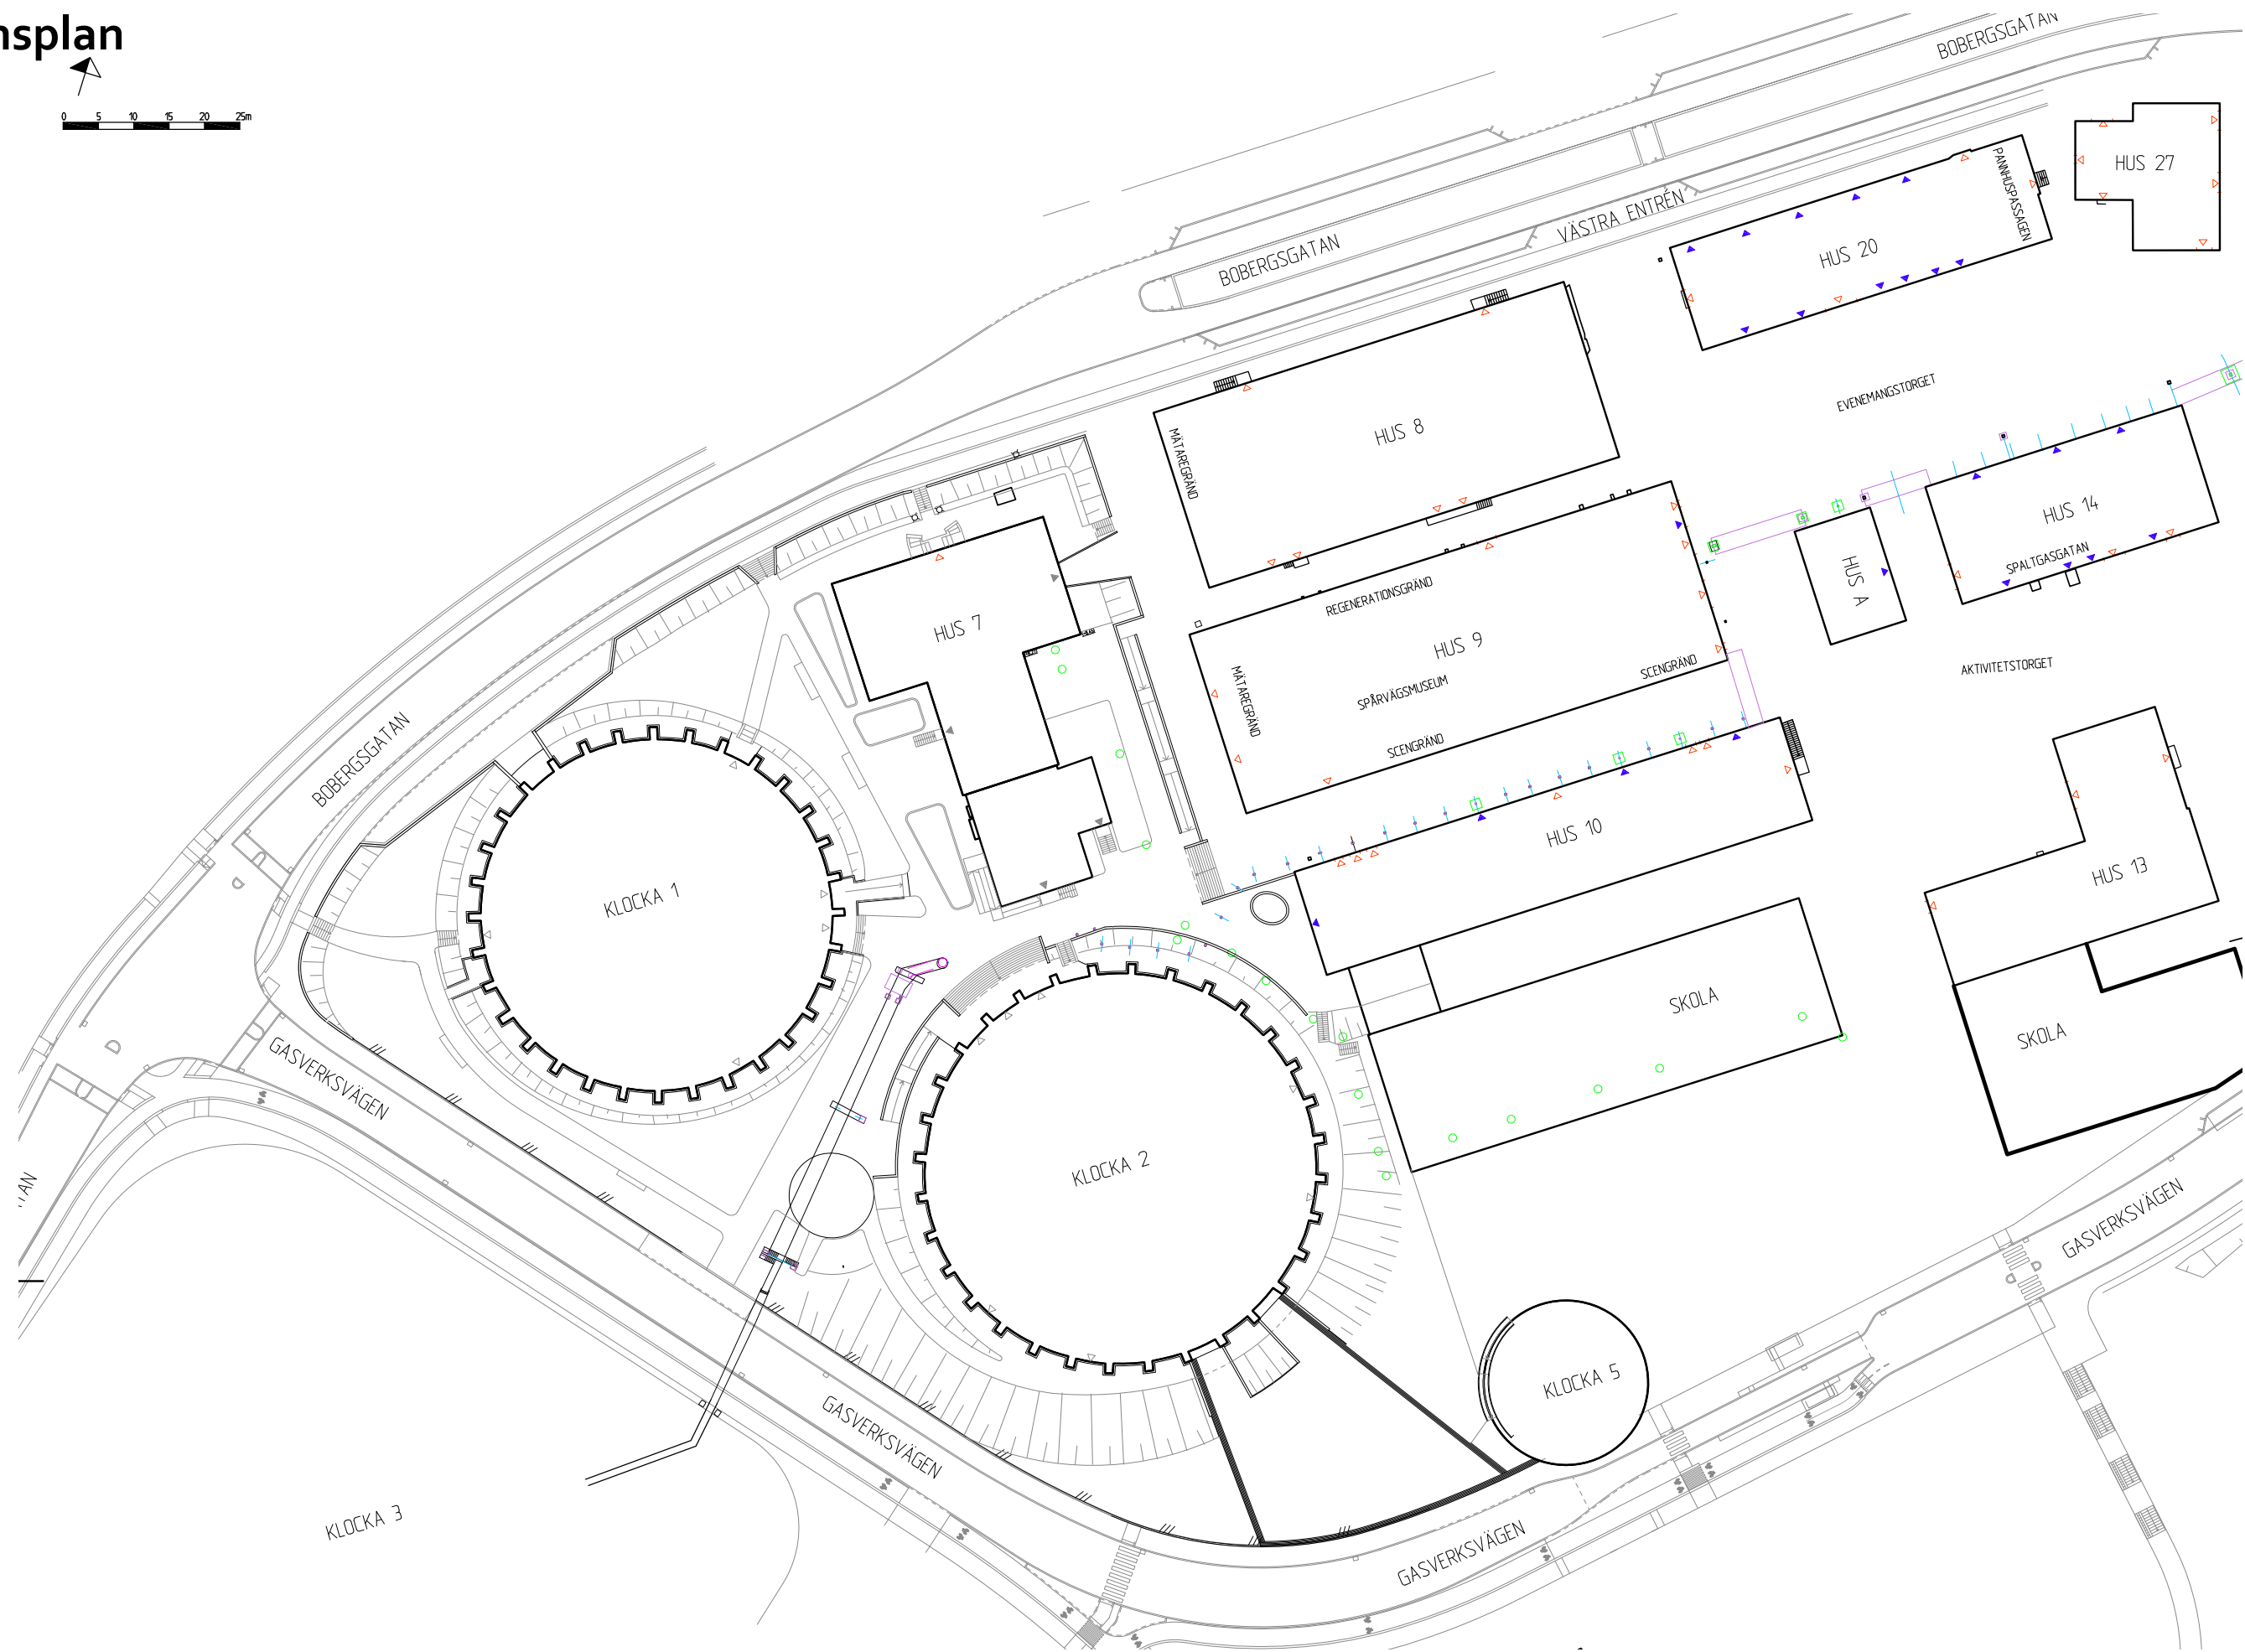 nsplan
0 5 10 15 20 25m
BOBERGSGATAN
HUS 27
PANNHUSPASSAGEN
VÄSTRA ENTRÉN
HUS 20
BOBERGSGATAN
EVENEMANGSTORGET
HUS 8
MÄTAREGRÄND
HUS 14
SPALTGASGATAN
HUS A
REGENERATIONSGRÄND
HUS 7
HUS 9
AKTIVITETSTORGET
SCENGRÄND
SPÅRVÄGSMUSEUM
MÄTAREGRÄND
SCENGRÄND
BOBERGSGATAN
HUS 10
HUS 13
KLOCKA 1
SKOLA
SKOLA
GASVERKSVÄGEN
KLOCKA 2
TAN
GASVERKSVÄGEN
KLOCKA 5
GASVERKSVÄGEN
KLOCKA 3
GASVERKSVÄGEN